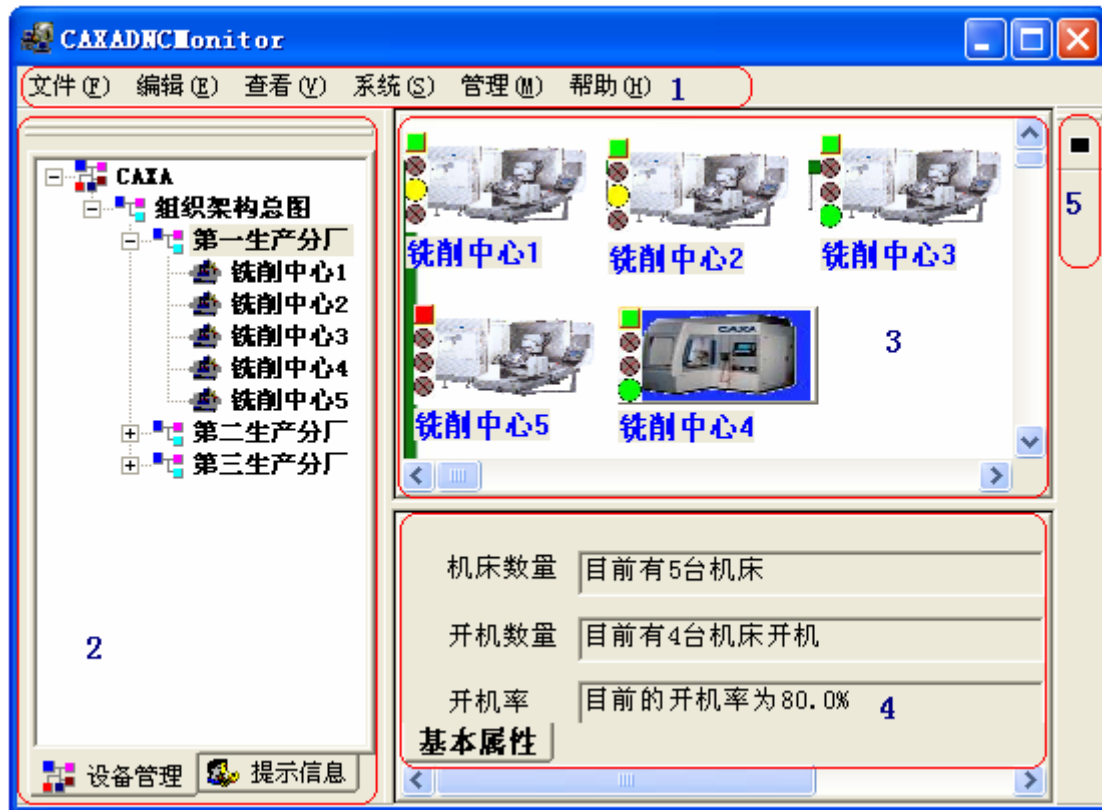 CAXADNCMonitor
文件(F) 编辑(E) 查看(V) 系统(S) 管理(M) 帮助(H) 1
CAXA
组织架构总图
第一生产分厂
铣削中心1
铣削中心2
铣削中心3
铣削中心4
铣削中心5
第二生产分厂
第三生产分厂
2
设备管理 提示信息
铣削中心1 铣削中心2 铣削中心3
CAXA
铣削中心5 铣削中心4
3
机床数量 目前有5台机床
开机数量 目前有4台机床开机
开机率 目前的开机率为80.0% 4
基本属性
5